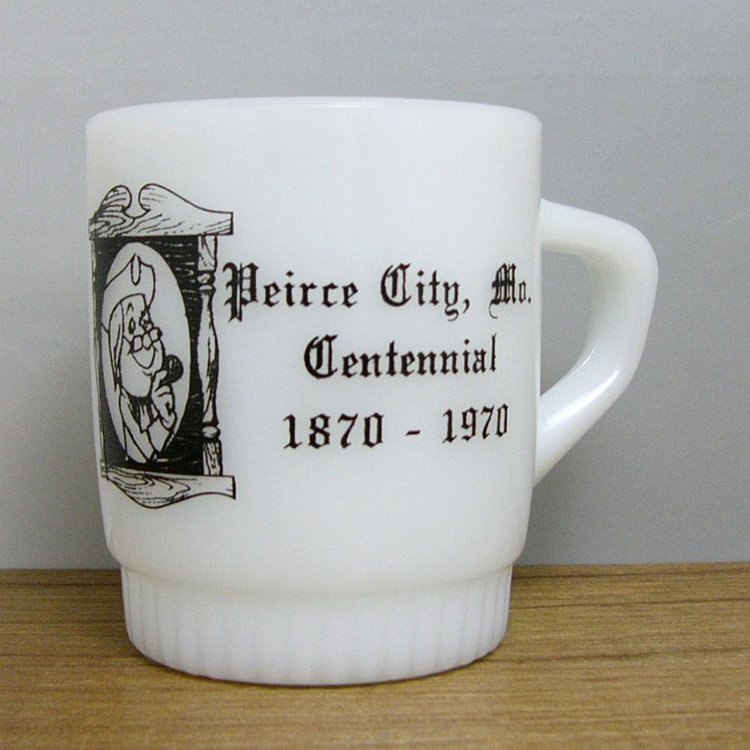 Peirce City, Mo.
Centennial
1870 - 1970